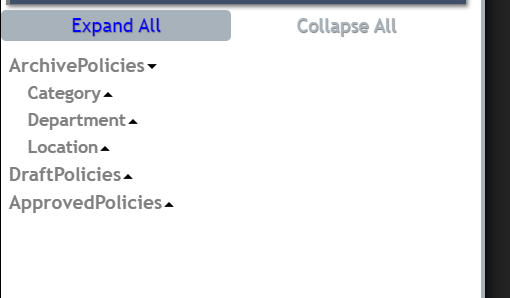 Expand All Collapse All
ArchivePolicies
Category
Department
Location
DraftPolicies
ApprovedPolicies